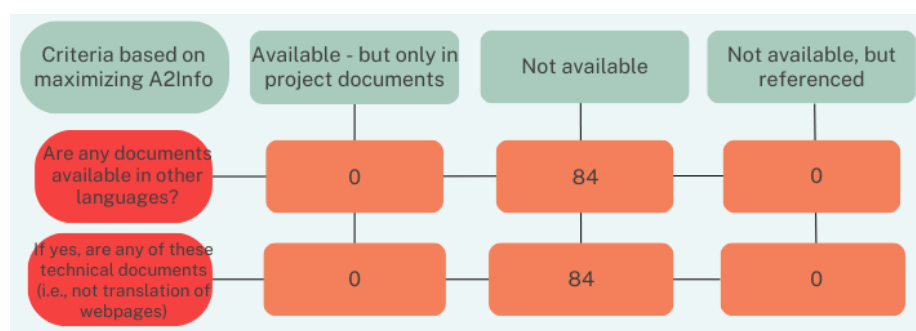 Criteria based on
maximizing A2Info
Available - but only in
project documents
Not available
Not available, but
referenced
Are any documents
available in other
languages?
0
84
0
If yes, are any of these
technical documents
(i.e., not translation of
webpages)
0
84
0